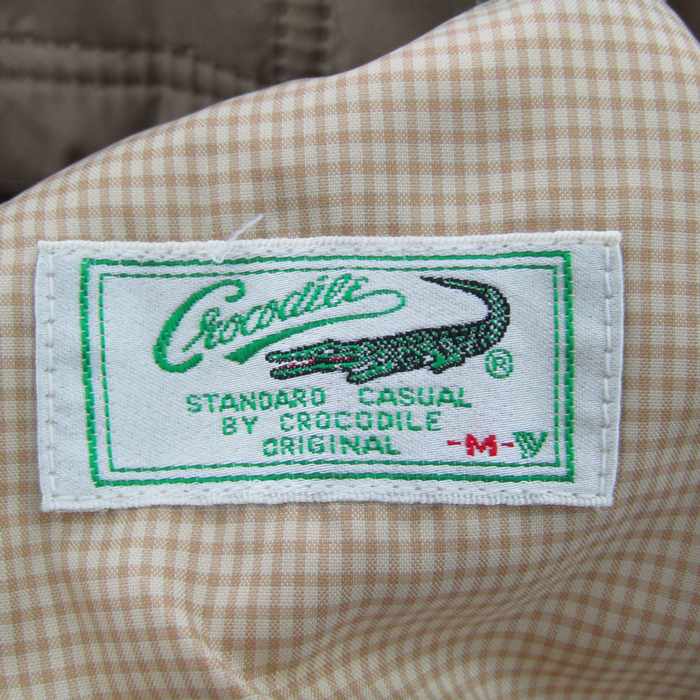 Crocodile ®
STANDARD CASUAL
BY CROCODILE
ORIGINAL -M-